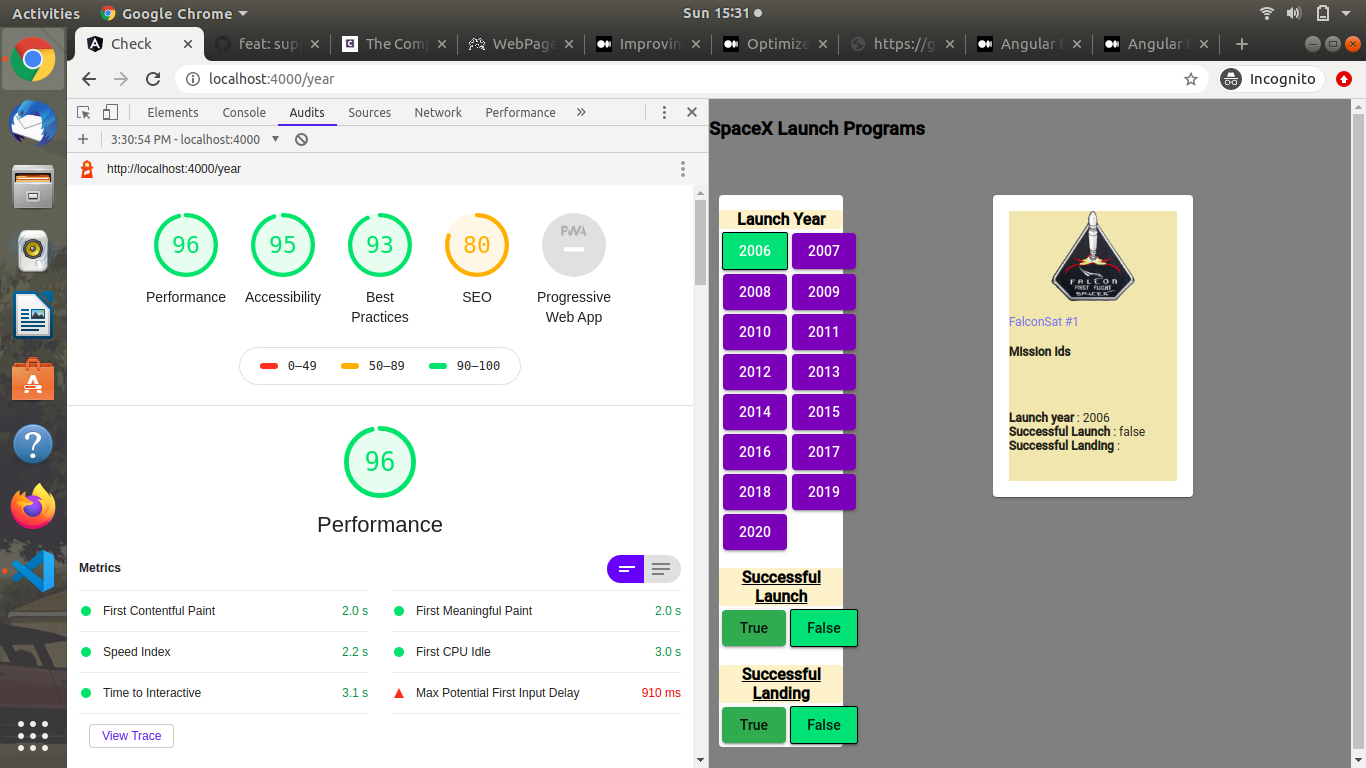 Activities
Google Chrome
Sun 15:31
Check
feat: sup
The Comp
WebPage
Improvin
Optimize
https://g
Angular
Angular
localhost:4000/year
Incognito
Elements
Console
Audits
Sources
Network
Performance
3:30:54 PM - localhost:4000
http://localhost:4000/year
96
95
93
80
PWA
Performance
Accessibility
Best
Practices
SEO
Progressive
Web App
0–49
50–89
90–100
96
Performance
Metrics
First Contentful Paint
2.0 s
First Meaningful Paint
2.0 s
Speed Index
2.2 s
First CPU Idle
3.0 s
Time to Interactive
3.1 s
Max Potential First Input Delay
910 ms
View Trace
SpaceX Launch Programs
Launch Year
2006
2007
2008
2009
2010
2011
2012
2013
2014
2015
2016
2017
2018
2019
2020
Successful
Launch
True
False
Successful
Landing
True
False
FALCON
FIRST FLIGHT
SPACEX
FalconSat #1
Mission Ids
Launch year : 2006
Successful Launch : false
Successful Landing :